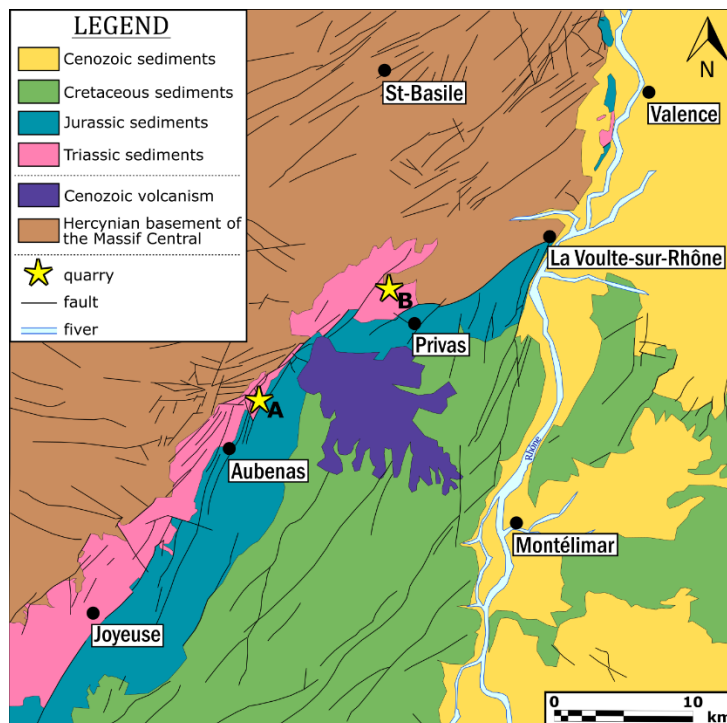 LEGEND
Cenozoic sediments
Cretaceous sediments
Jurassic sediments
Triassic sediments
Cenozoic volcanism
Hercynian basement of
the Massif Central
quarry
fault
fiver
St-Basile
N
Valence
La Voulte-sur-Rhône
B
Privas
A
Aubenas
Rhône
Montélimar
Joyeuse
0 10
km